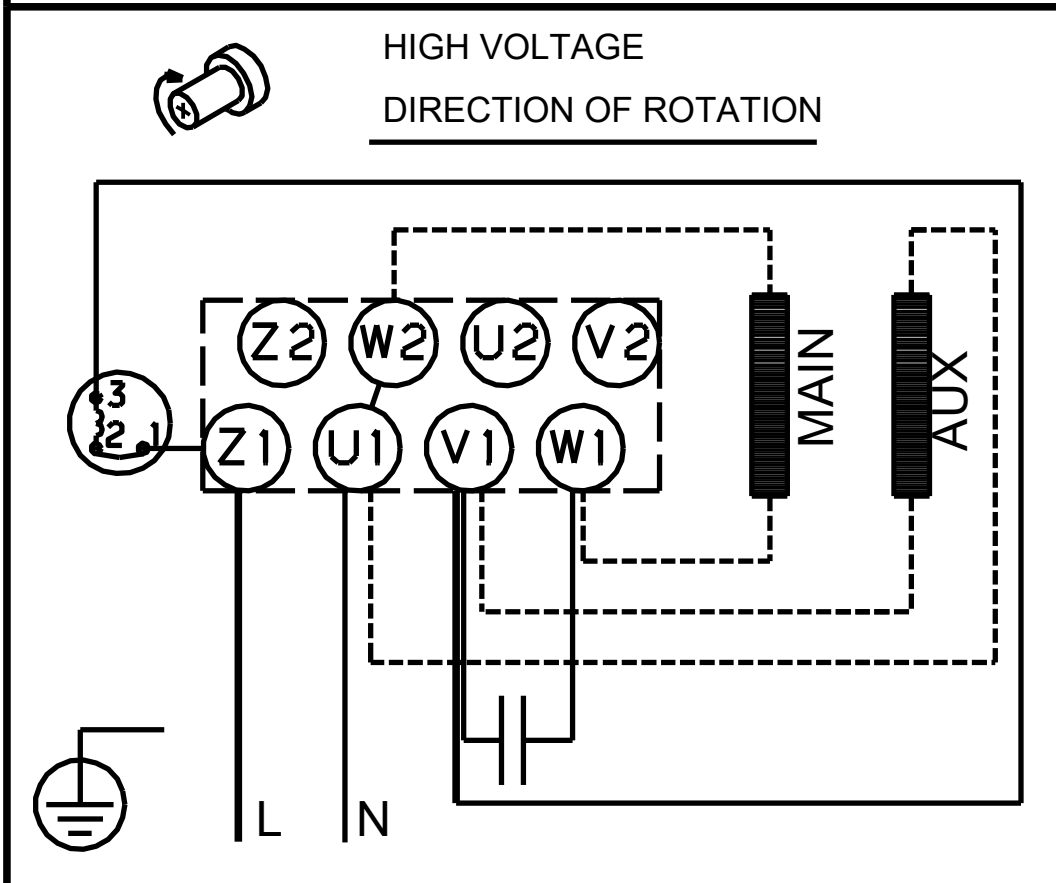 HIGH VOLTAGE
DIRECTION OF ROTATION
Z2 W2 U2 V2
MAIN
AUX
3
2 1
Z1 U1 V1 W1
L N